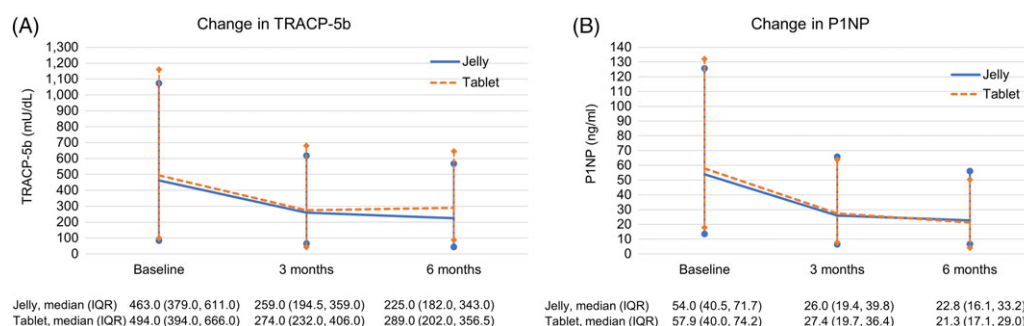 (A) Change in TRACP-5b
1,300
1,200
1,100
1,000
900
800
700
600
500
400
300
200
100
0
TRACP-5b (mU/dL)
Jelly
Tablet
Baseline 3 months 6 months
Jelly, median (IQR) 463.0 (379.0, 611.0) 259.0 (194.5, 359.0) 225.0 (182.0, 343.0)
Tablet, median (IQR) 494.0 (394.0, 666.0) 274.0 (232.0, 406.0) 289.0 (202.0, 356.5)
(B) Change in P1NP
140
130
120
110
100
90
80
70
60
50
40
30
20
10
0
P1NP (ng/ml)
Jelly
Tablet
Baseline 3 months 6 months
Jelly, median (IQR) 54.0 (40.5, 71.7) 26.0 (19.4, 39.8) 22.8 (16.1, 33.2)
Tablet, median (IQR) 57.9 (40.0, 74.2) 27.4 (19.7, 36.4) 21.3 (17.1, 29.0)